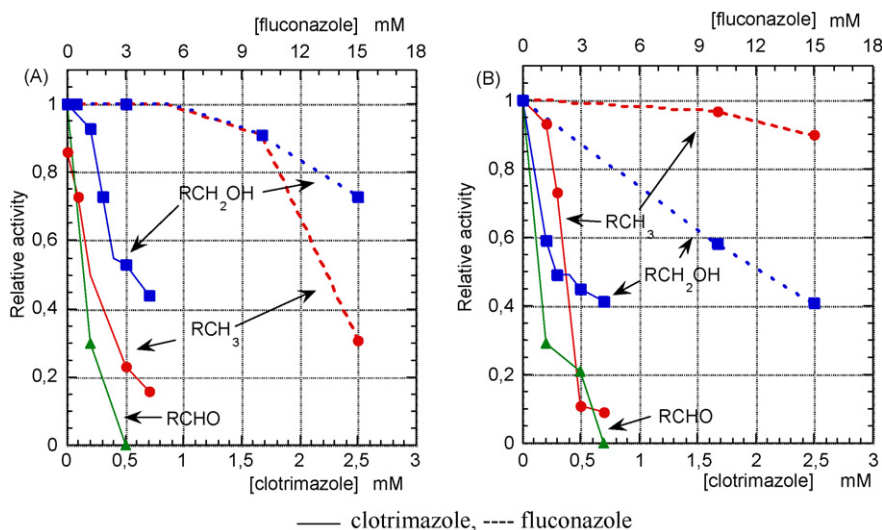 [fluconazole] mM
0 3 6 9 12 15 18
(A)
Relative activity
1
0,8
0,6
0,4
0,2
0
RCH2OH
RCH3
RCHO
0 0,5 1 1,5 2 2,5 3
[clotrimazole] mM
[fluconazole] mM
0 3 6 9 12 15 18
(B)
Relative activity
1
0,8
0,6
0,4
0,2
0
RCH3
RCH2OH
RCHO
0 0.5 1 1,5 2 2,5 3
[clotrimazole] mM
clotrimazole, fluconazole